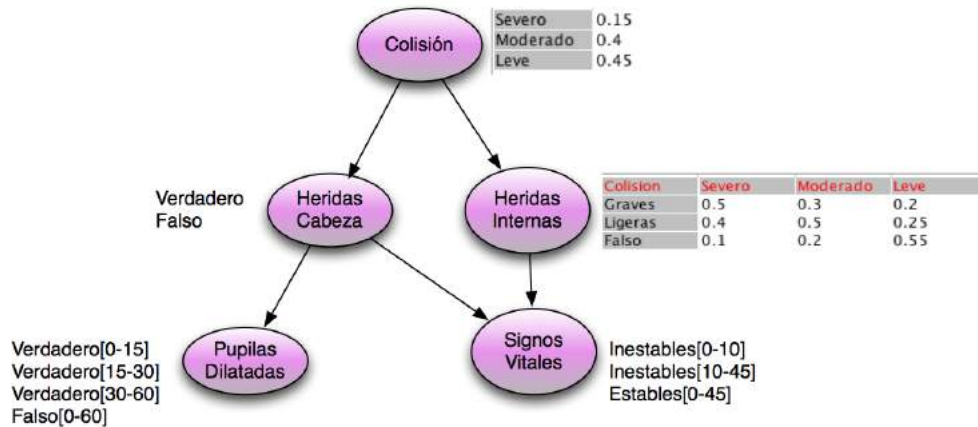 Colisión
Severo 0.15
Moderado 0.4
Leve 0.45
Verdadero
Falso
Heridas
Cabeza
Heridas
Internas
Colision Severo Moderado Leve
Graves 0.5 0.3 0.2
Ligeras 0.4 0.5 0.25
Falso 0.1 0.2 0.55
Verdadero[0-15]
Verdadero[15-30]
Verdadero[30-60]
Falso[0-60]
Pupilas
Dilatadas
Signos
Vitales
Inestables[0-10]
Inestables[10-45]
Estables[0-45]